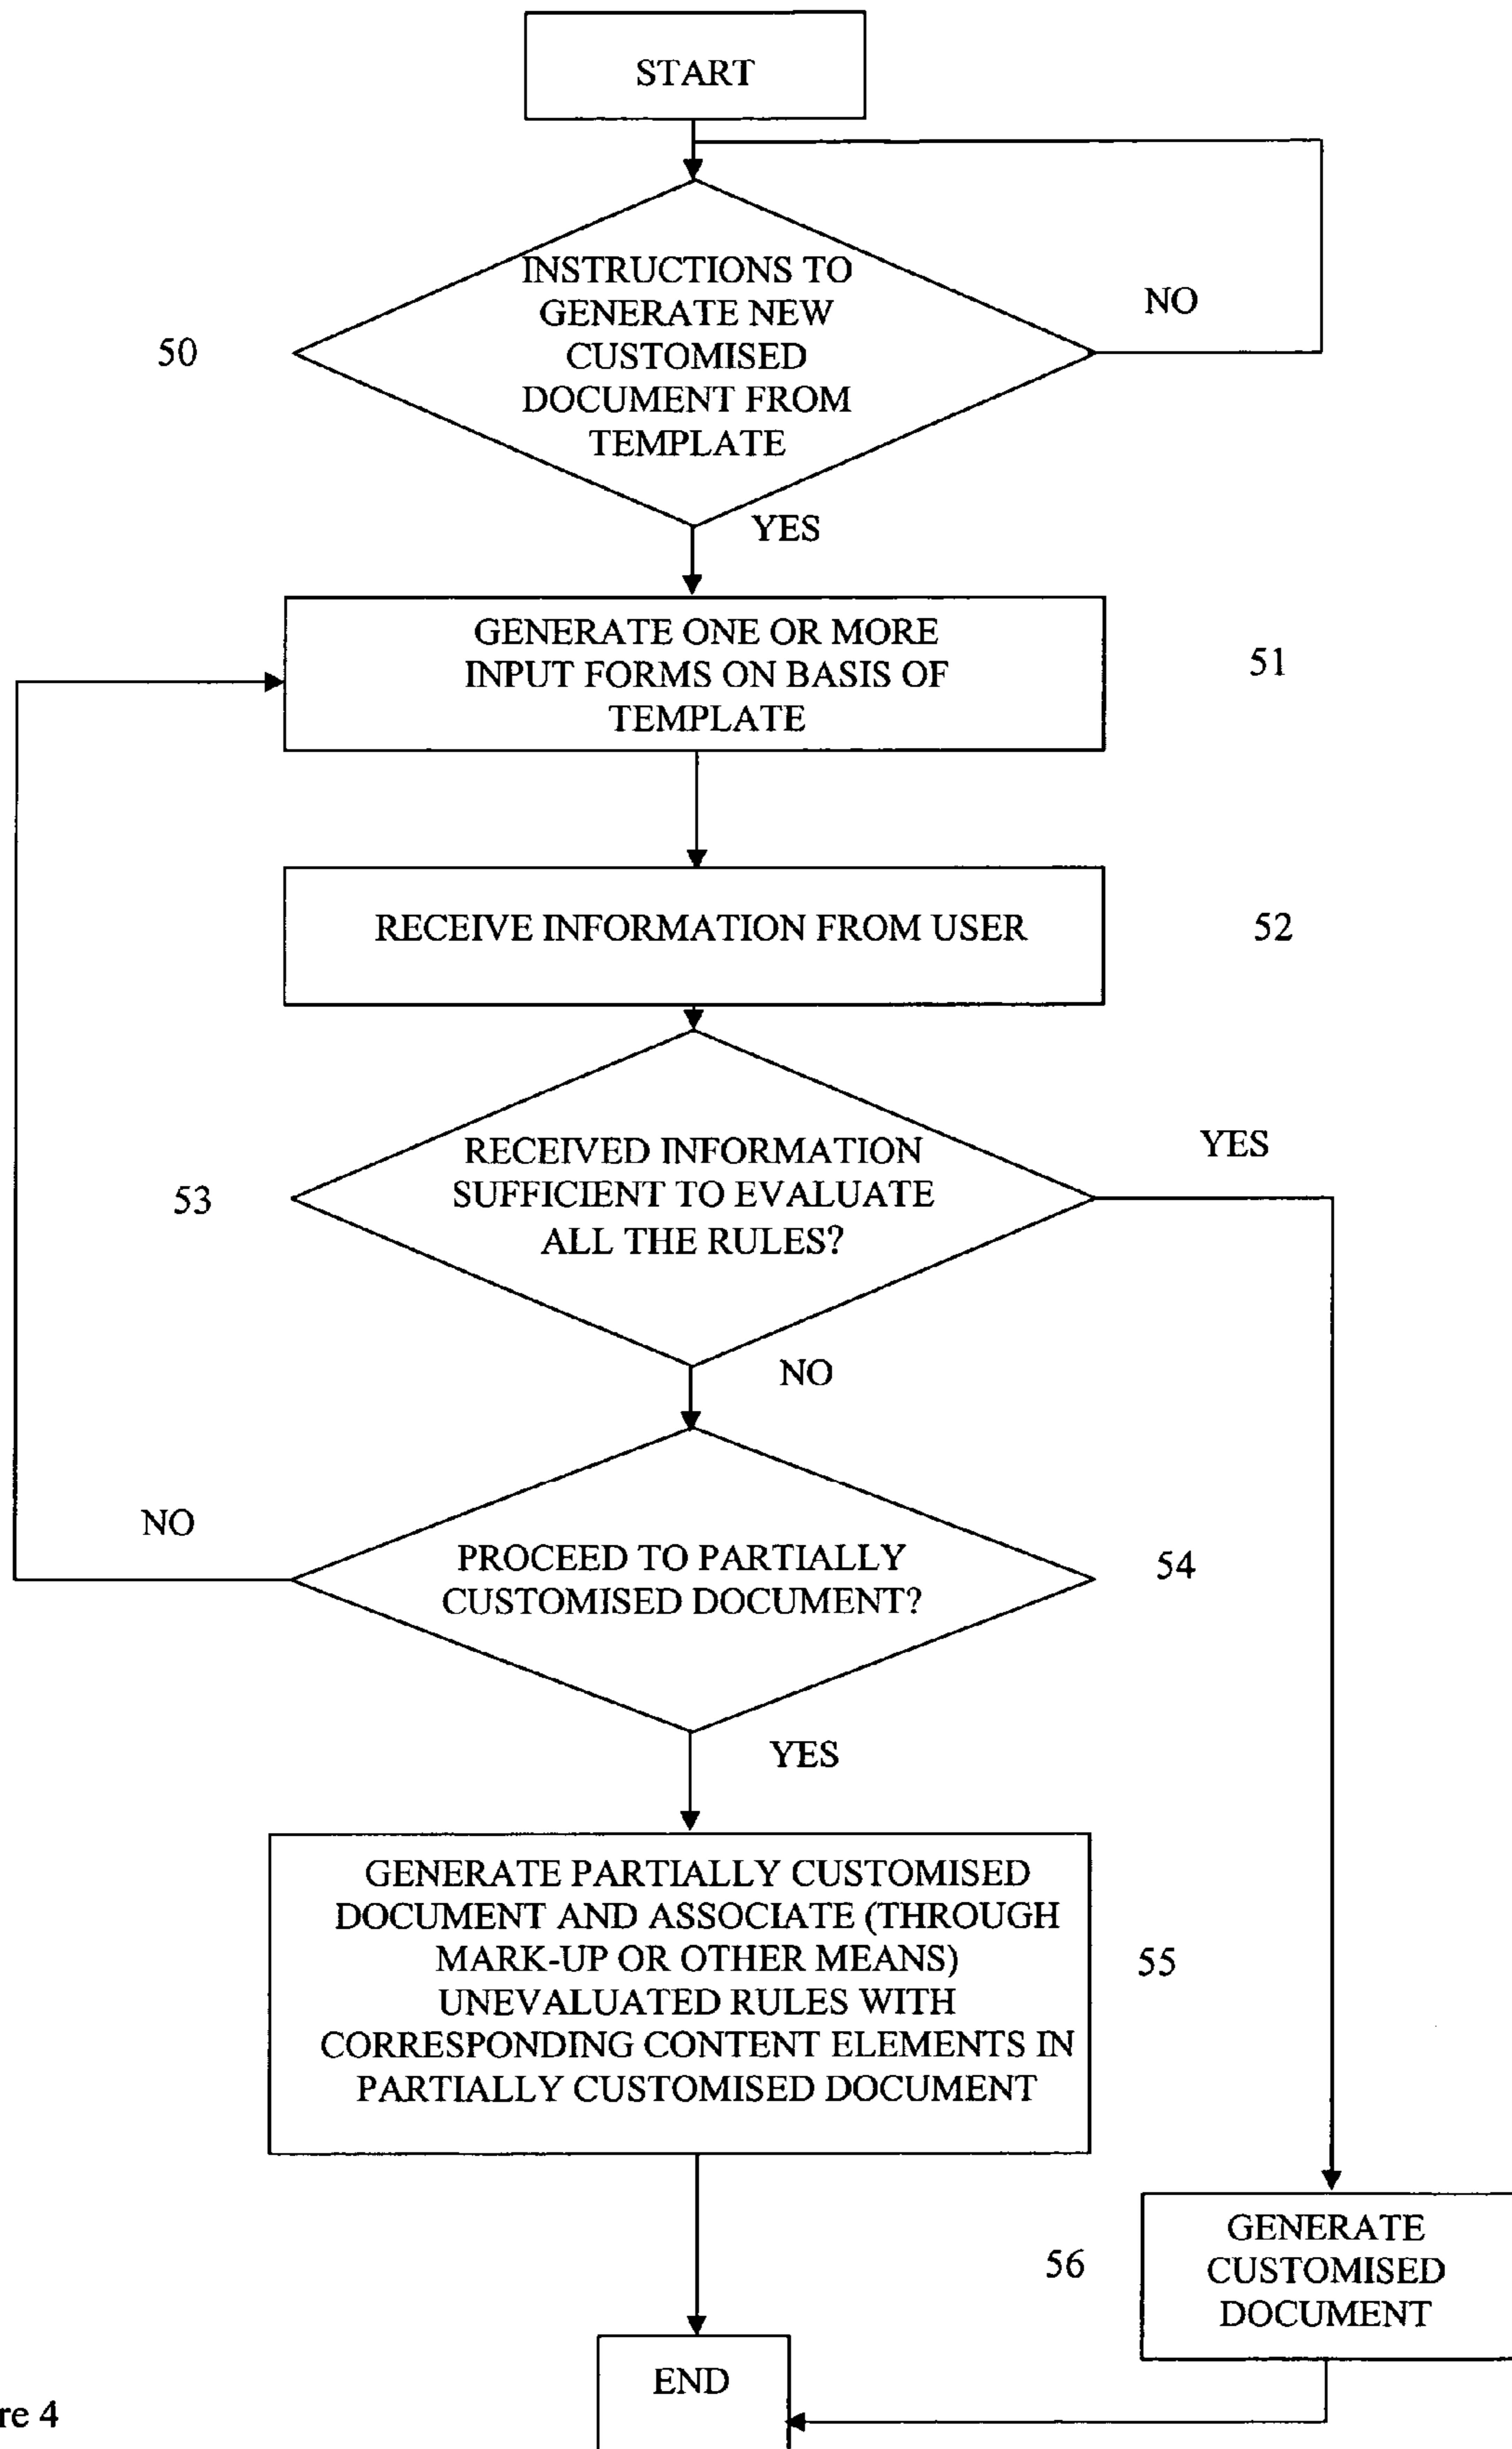 START
INSTRUCTIONS TO
GENERATE NEW
CUSTOMISED
DOCUMENT FROM
TEMPLATE
NO
50
YES
GENERATE ONE OR MORE
INPUT FORMS ON BASIS OF
TEMPLATE
51
RECEIVE INFORMATION FROM USER
52
RECEIVED INFORMATION
SUFFICIENT TO EVALUATE
ALL THE RULES?
YES
53
NO
PROCEED TO PARTIALLY
CUSTOMISED DOCUMENT?
NO
54
YES
GENERATE PARTIALLY CUSTOMISED
DOCUMENT AND ASSOCIATE (THROUGH
MARK-UP OR OTHER MEANS)
UNEVALUATED RULES WITH
CORRESPONDING CONTENT ELEMENTS IN
PARTIALLY CUSTOMISED DOCUMENT
55
GENERATE
CUSTOMISED
DOCUMENT
56
END
re 4